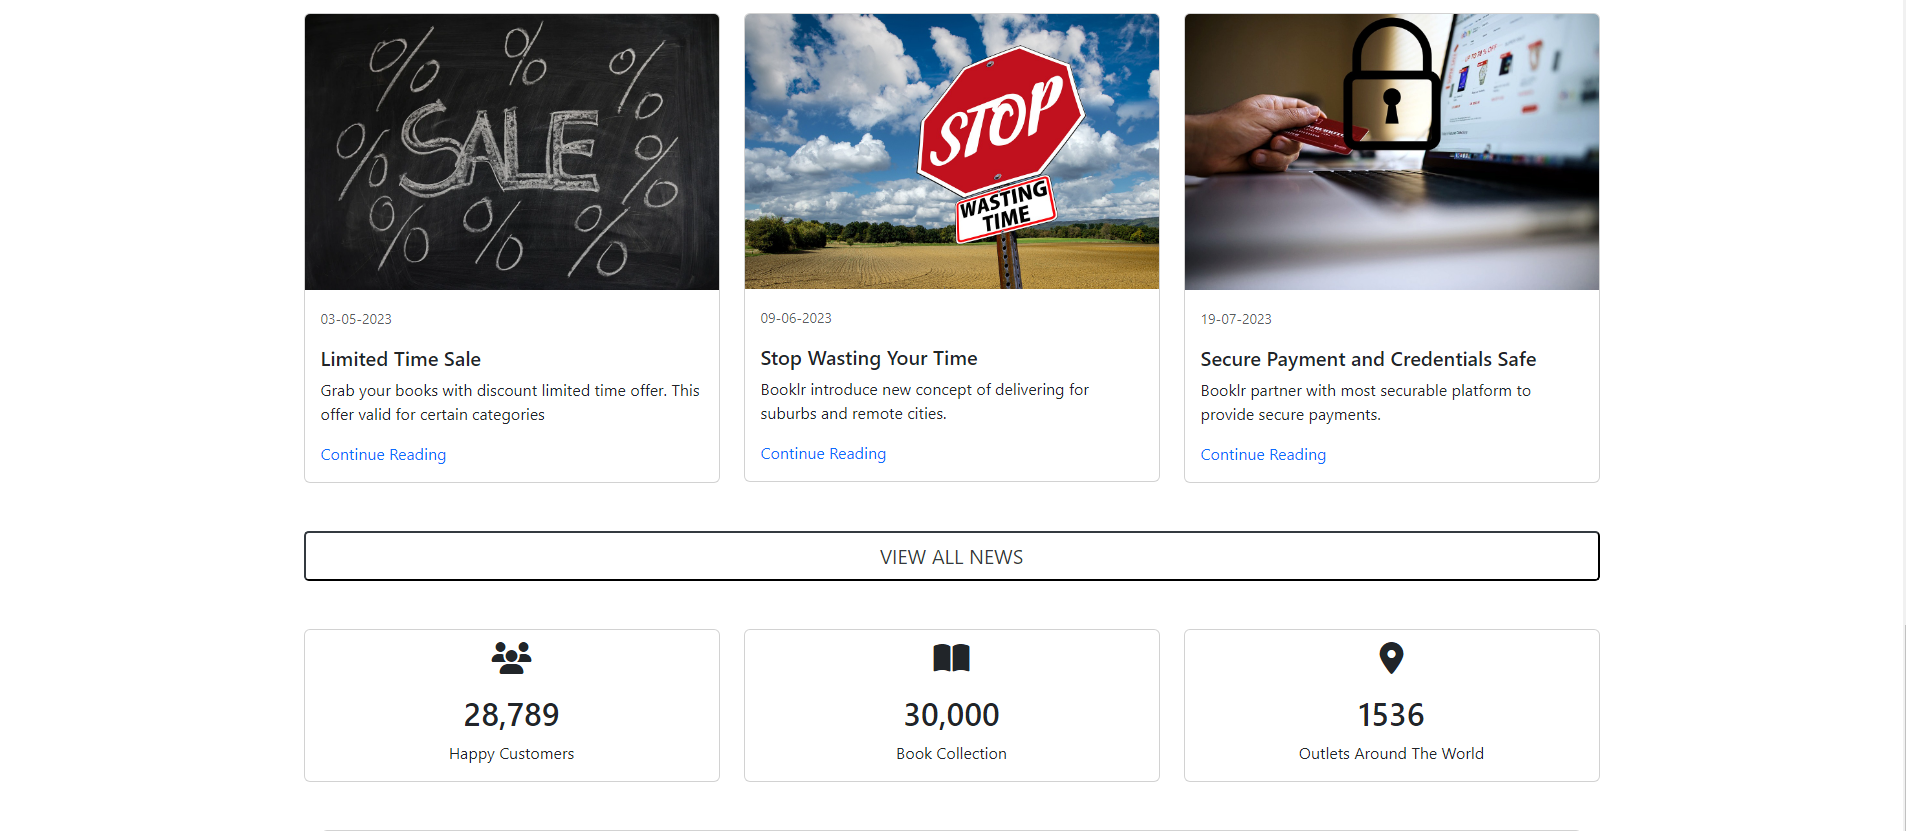 % % %
% SALE %
% % %
STOP
WASTING
TIME
03-05-2023
Limited Time Sale
Grab your books with discount limited time offer. This
offer valid for certain categories
Continue Reading
09-06-2023
Stop Wasting Your Time
Booklr introduce new concept of delivering for
suburbs and remote cities.
Continue Reading
19-07-2023
Secure Payment and Credentials Safe
Booklr partner with most securable platform to
provide secure payments.
Continue Reading
VIEW ALL NEWS
28,789
Happy Customers
30,000
Book Collection
1536
Outlets Around The World